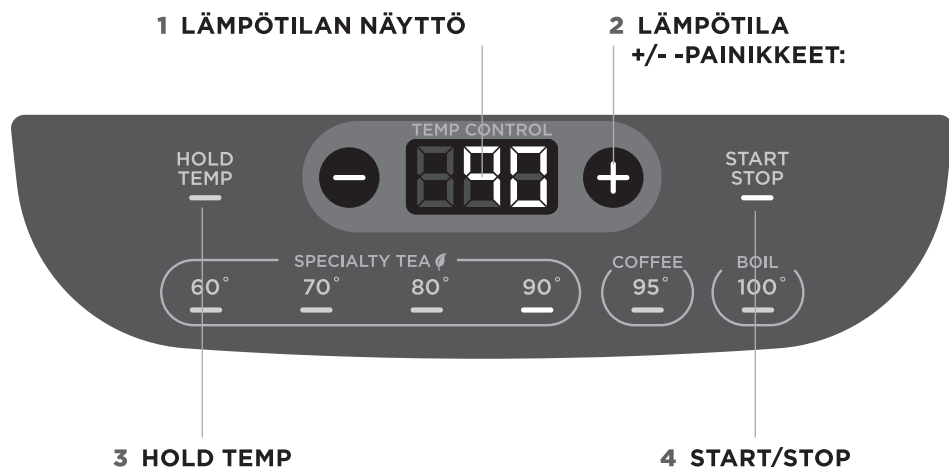 1 LÄMPÖTILAN NÄYTTÖ
2 LÄMPÖTILA
+/- -PAINIKKEET:
TEMP CONTROL
HOLD
TEMP
− 90 +
START
STOP
SPECIALTY TEA
60° 70° 80° 90°
COFFEE
95°
BOIL
100°
3 HOLD TEMP
4 START/STOP